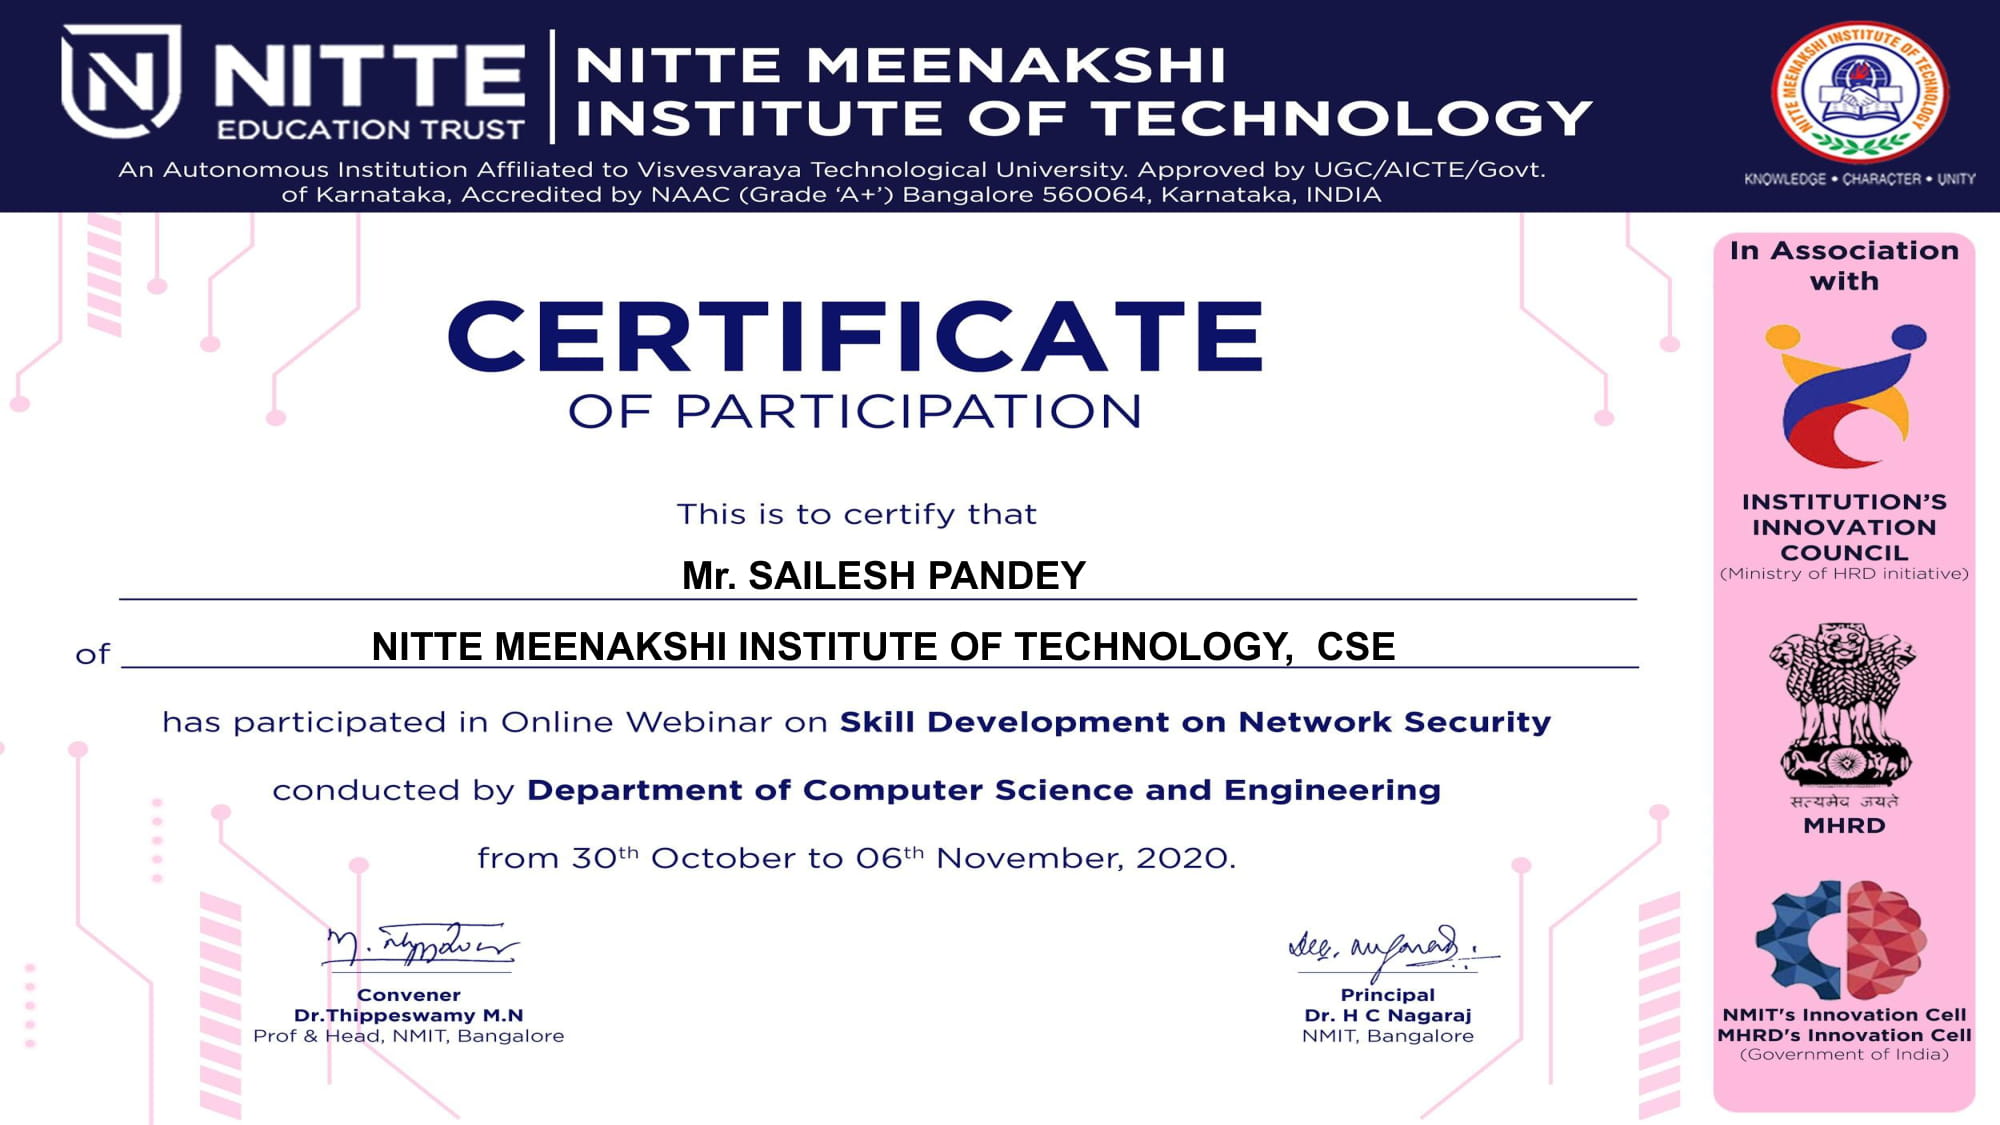 NITTE
EDUCATION TRUST
NITTE MEENAKSHI
INSTITUTE OF TECHNOLOGY
An Autonomous Institution Affiliated to Visvesvaraya Technological University. Approved by UGC/AICTE/Govt.
of Karnataka, Accredited by NAAC (Grade ‘A+’) Bangalore 560064, Karnataka, INDIA
NITTE MEENAKSHI INSTITUTE OF TECHNOLOGY
KNOWLEDGE • CHARACTER • UNITY
CERTIFICATE
OF PARTICIPATION
This is to certify that
Mr. SAILESH PANDEY
of NITTE MEENAKSHI INSTITUTE OF TECHNOLOGY, CSE
has participated in Online Webinar on Skill Development on Network Security
conducted by Department of Computer Science and Engineering
from 30th October to 06th November, 2020.
Convener
Dr.Thippeswamy M.N
Prof & Head, NMIT, Bangalore
Principal
Dr. H C Nagaraj
NMIT, Bangalore
In Association
with
INSTITUTION’S
INNOVATION
COUNCIL
(Ministry of HRD initiative)
सत्यमेव जयते
MHRD
NMIT's Innovation Cell
MHRD's Innovation Cell
(Government of India)